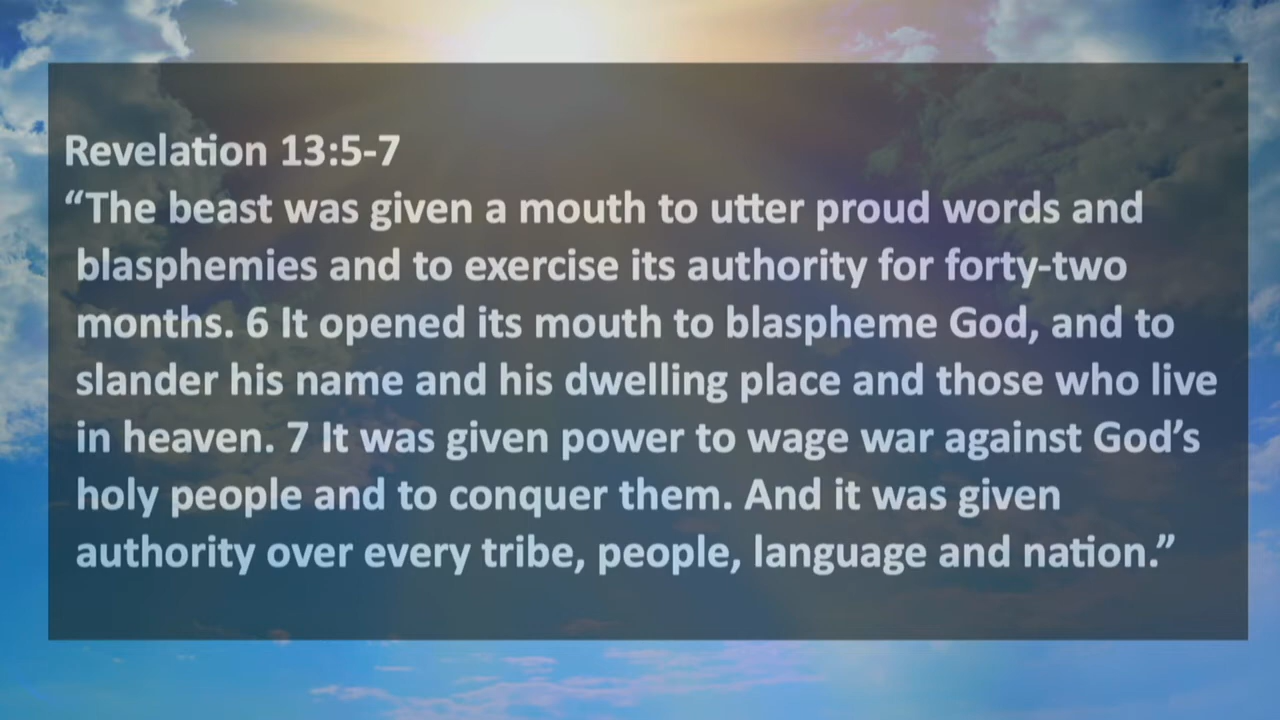 Revelation 13:5-7
“The beast was given a mouth to utter proud words and
blasphemies and to exercise its authority for forty-two
months. 6 It opened its mouth to blaspheme God, and to
slander his name and his dwelling place and those who live
in heaven. 7 It was given power to wage war against God’s
holy people and to conquer them. And it was given
authority over every tribe, people, language and nation.”